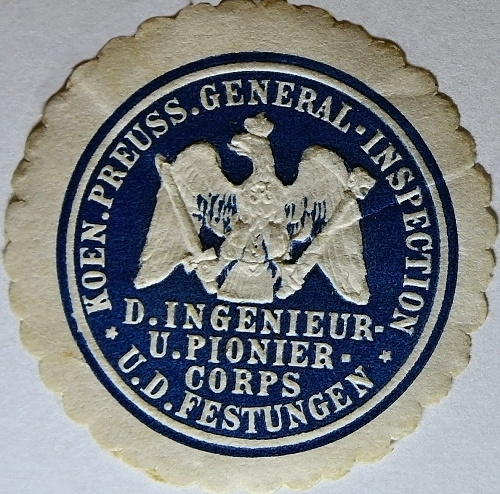 KOEN. PREUSS. GENERAL-INSPECTION
D. INGENIEUR-
U. PIONIER-
CORPS
U. D. FESTUNGEN